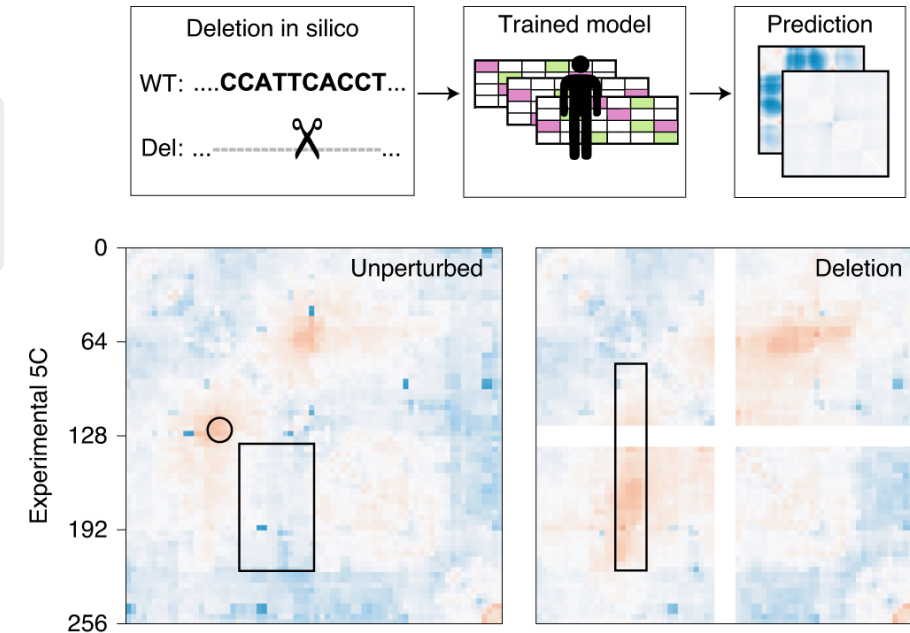 Deletion in silico
Trained model
Prediction
WT: ....CCATTCACCT...
Del: ...-------------------...
Experimental 5C
0
64
128
192
256
Unperturbed
Deletion